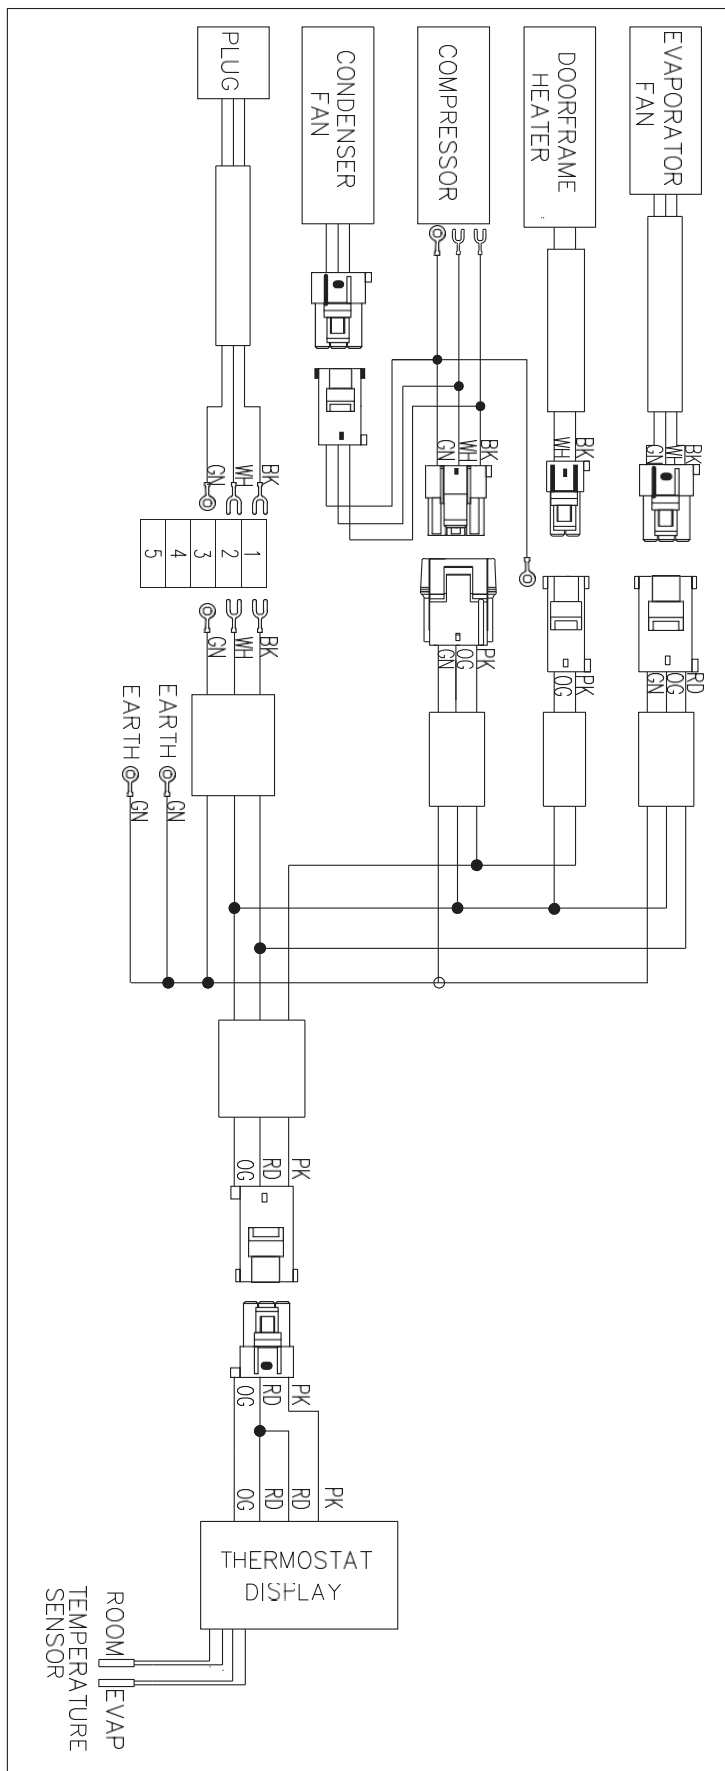 PLUG
CONDENSER
FAN
COMPRESSOR
DOORFRAME
HEATER
EVAPORATOR
FAN
GN
WH
BK
GN
WH
BK
WH
BK
GN
WH
BK
5
4
3
2
1
GN
WH
BK
GN
OG
PK
OG
PK
GN
OG
RD
EARTH
EARTH
GN
GN
OG
RD
PK
OG
RD
PK
OG
RD
RD
PK
THERMOSTAT
DISPLAY
ROOM EVAP
TEMPERATURE
SENSOR